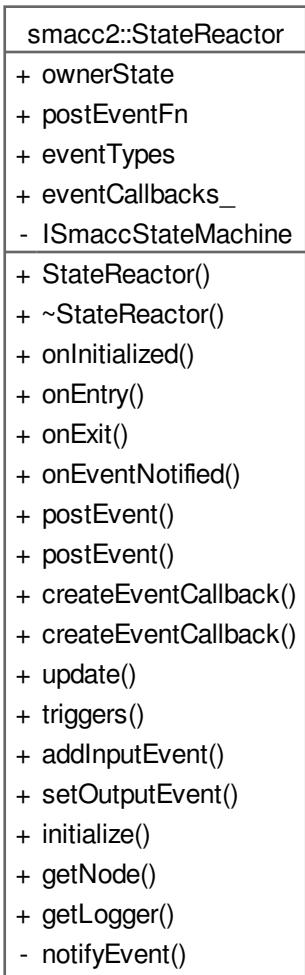 smacc2::StateReactor
+ ownerState
+ postEventFn
+ eventTypes
+ eventCallbacks_
- ISmaccStateMachine
+ StateReactor()
+ ~StateReactor()
+ onInitialized()
+ onEntry()
+ onExit()
+ onEventNotified()
+ postEvent()
+ postEvent()
+ createEventCallback()
+ createEventCallback()
+ update()
+ triggers()
+ addInputEvent()
+ setOutputEvent()
+ initialize()
+ getNode()
+ getLogger()
- notifyEvent()